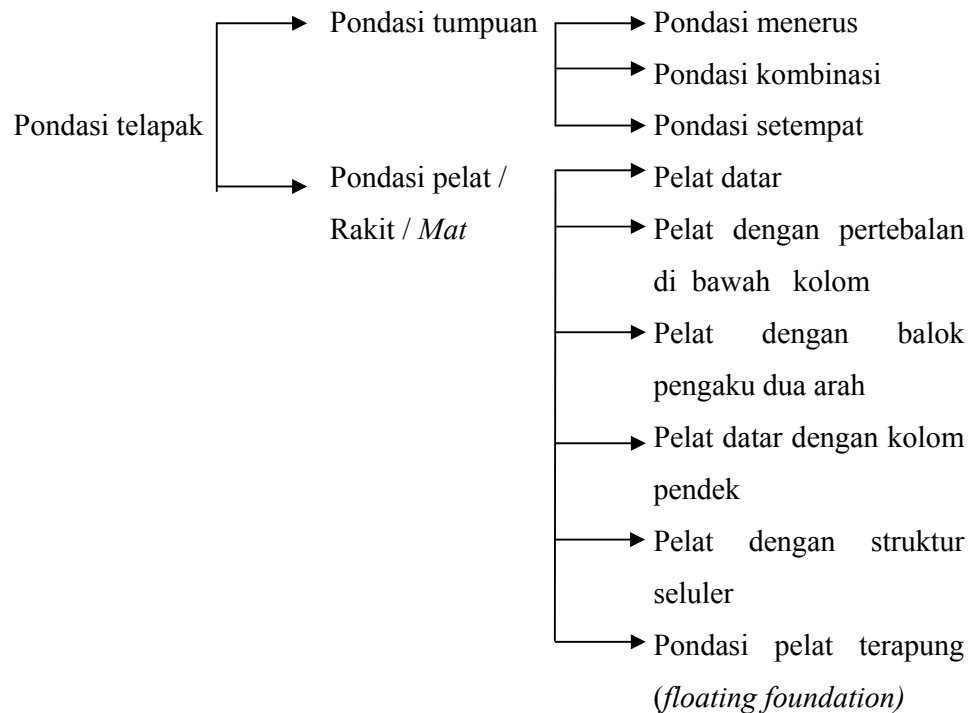 Pondasi tumpuan
Pondasi menerus
Pondasi kombinasi
Pondasi telapak
Pondasi setempat
Pondasi pelat /
Rakit / Mat
Pelat datar
Pelat dengan pertebalan
di bawah kolom
Pelat dengan balok
pengaku dua arah
Pelat datar dengan kolom
pendek
Pelat dengan struktur
seluler
Pondasi pelat terapung
(floating foundation)